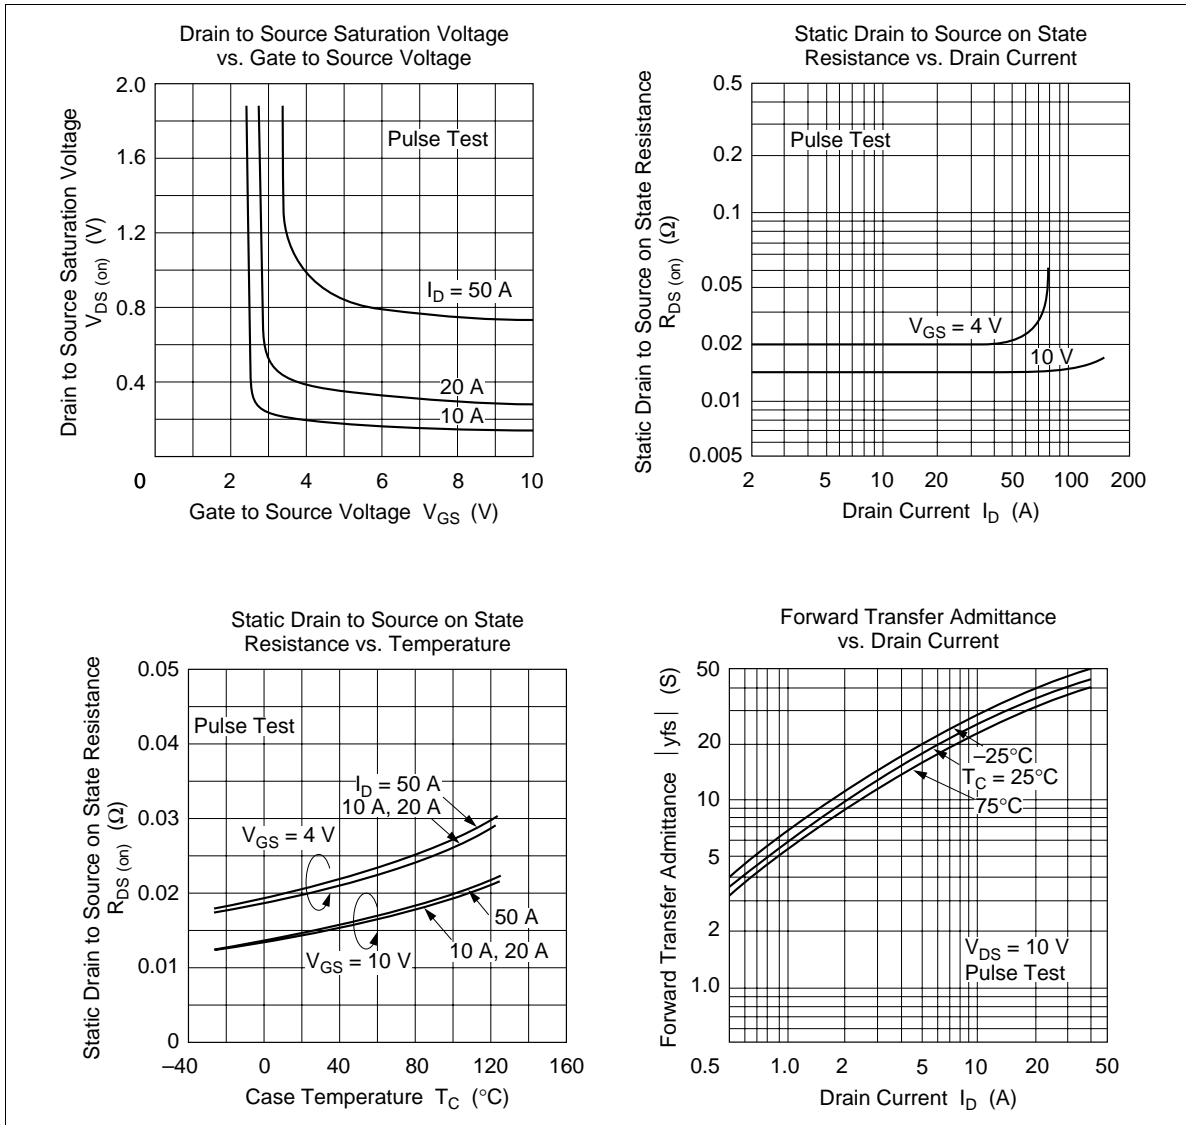 Drain to Source Saturation Voltage
vs. Gate to Source Voltage
Drain to Source Saturation Voltage
V_DS (on) (V)
2.0
1.6
1.2
0.8
0.4
0
2
4
6
8
10
Pulse Test
I_D = 50 A
20 A
10 A
Gate to Source Voltage V_GS (V)
Static Drain to Source on State
Resistance vs. Drain Current
Static Drain to Source on State Resistance
R_DS (on) (Ω)
0.5
0.2
0.1
0.05
0.02
0.01
0.005
2
5
10
20
50
100
200
Pulse Test
V_GS = 4 V
10 V
Drain Current I_D (A)
Static Drain to Source on State
Resistance vs. Temperature
Static Drain to Source on State Resistance
R_DS (on) (Ω)
0.05
0.04
0.03
0.02
0.01
0
–40
0
40
80
120
160
Pulse Test
I_D = 50 A
10 A, 20 A
V_GS = 4 V
50 A
10 A, 20 A
V_GS = 10 V
Case Temperature T_C (°C)
Forward Transfer Admittance
vs. Drain Current
Forward Transfer Admittance |yfs| (S)
50
20
10
5
2
1.0
0.5
1.0
2
5
10
20
50
–25°C
T_C = 25°C
75°C
V_DS = 10 V
Pulse Test
Drain Current I_D (A)